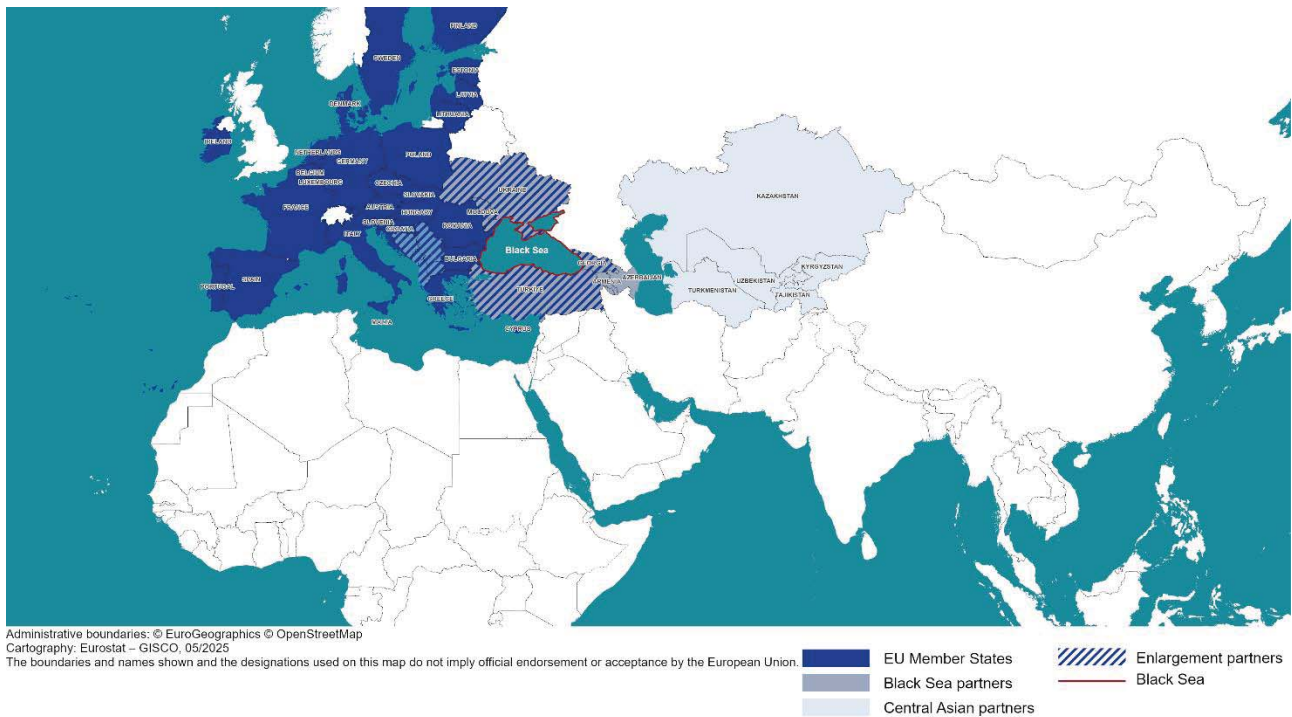 FINLAND
SWEDEN
ESTONIA
LATVIA
DENMARK
LITHUANIA
IRELAND
NETHERLANDS
POLAND
GERMANY
BELGIUM
LUXEMBOURG
CZECHIA
UKRAINE
SLOVAKIA
KAZAKHSTAN
FRANCE
AUSTRIA
HUNGARY
MOLDOVA
SLOVENIA
CROATIA
ROMANIA
ITALY
Black Sea
BULGARIA
GEORGIA
KYRGYZSTAN
SPAIN
PORTUGAL
AZERBAIJAN
ARMENIA
UZBEKISTAN
TÜRKIYE
TURKMENISTAN
TAJIKISTAN
GREECE
MALTA
CYPRUS
Administrative boundaries: © EuroGeographics © OpenStreetMap
Cartography: Eurostat – GISCO, 05/2025
The boundaries and names shown and the designations used on this map do not imply official endorsement or acceptance by the European Union.
EU Member States
Black Sea partners
Central Asian partners
Enlargement partners
Black Sea